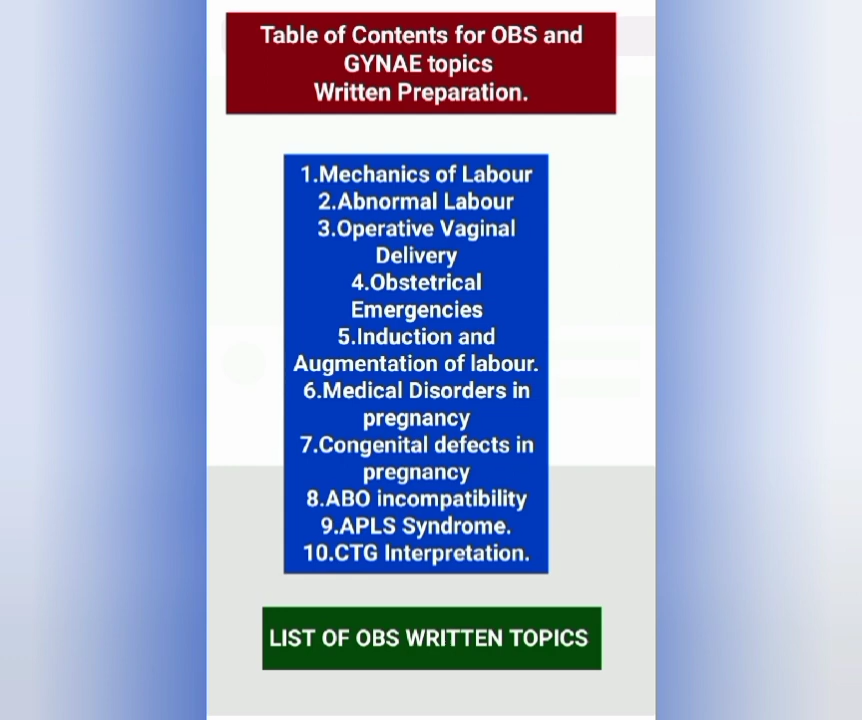 Table of Contents for OBS and
GYNAE topics
Written Preparation.
1.Mechanics of Labour
2.Abnormal Labour
3.Operative Vaginal
Delivery
4.Obstetrical
Emergencies
5.Induction and
Augmentation of labour.
6.Medical Disorders in
pregnancy
7.Congenital defects in
pregnancy
8.ABO incompatibility
9.APLS Syndrome.
10.CTG Interpretation.
LIST OF OBS WRITTEN TOPICS